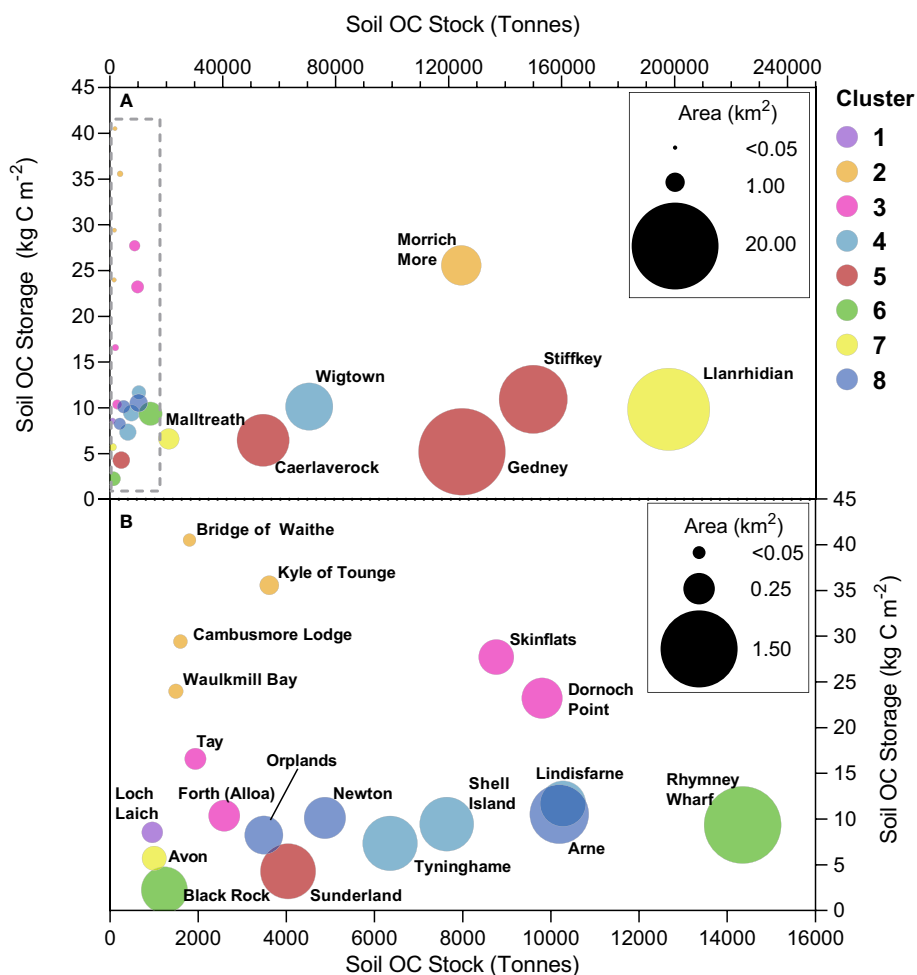 Soil OC Stock (Tonnes)
0 40000 80000 120000 160000 200000 240000
A
45
40
35
30
25
20
15
10
5
0
Soil OC Storage (kg C m-2)
Area (km2)
<0.05
1.00
20.00
Morrich
More
Malltreath
Wigtown
Caerlaverock
Stiffkey
Gedney
Llanrhidian
Cluster
1
2
3
4
5
6
7
8
B
Area (km2)
<0.05
0.25
1.50
Bridge of Waithe
Kyle of Tounge
Cambusmore Lodge
Waulkmill Bay
Skinflats
Dornoch
Point
Tay
Orplands
Loch
Laich
Forth (Alloa)
Newton
Shell
Island
Lindisfarne
Rhymney
Wharf
Avon
Tyninghame
Arne
Black Rock
Sunderland
45
40
35
30
25
20
15
10
5
0
Soil OC Storage (kg C m-2)
0 2000 4000 6000 8000 10000 12000 14000 16000
Soil OC Stock (Tonnes)